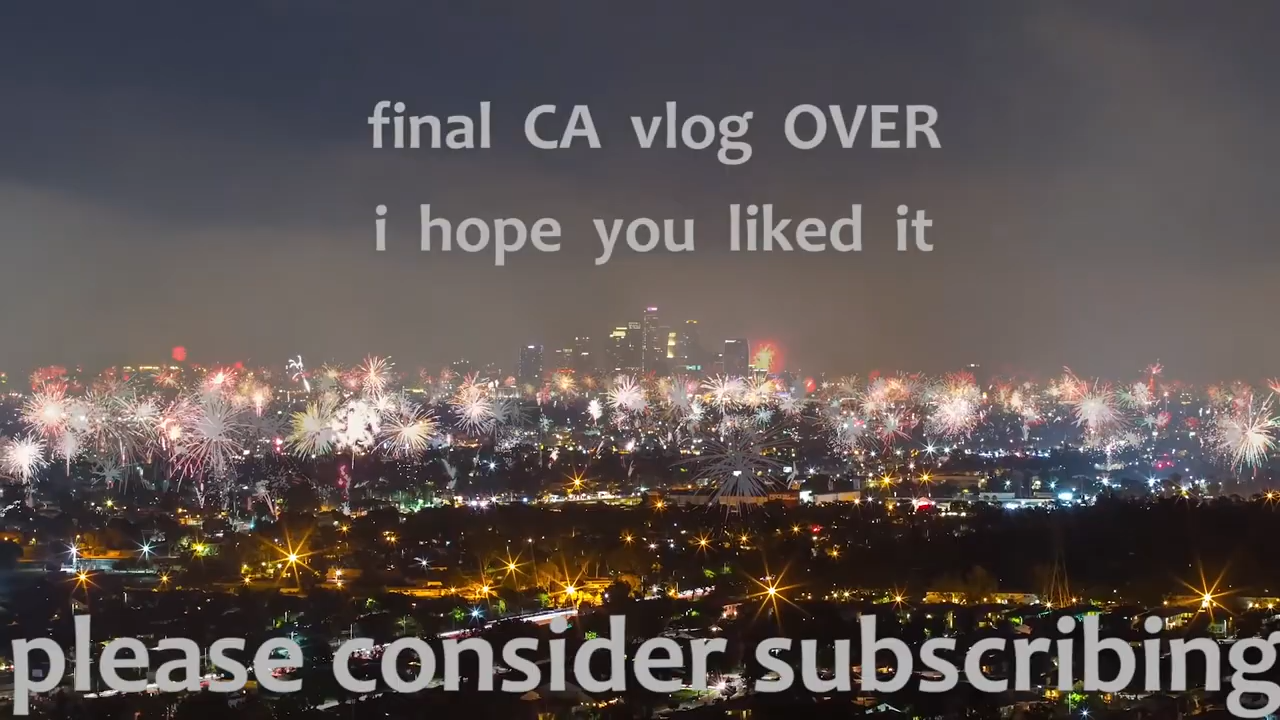 final CA vlog OVER
i hope you liked it
please consider subscribing